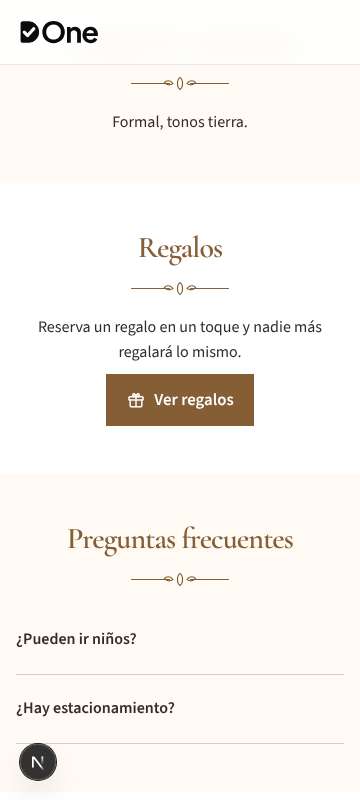 One
Formal, tonos tierra.
Regalos
Reserva un regalo en un toque y nadie más
regalará lo mismo.
Ver regalos
Preguntas frecuentes
¿Pueden ir niños?
¿Hay estacionamiento?
N